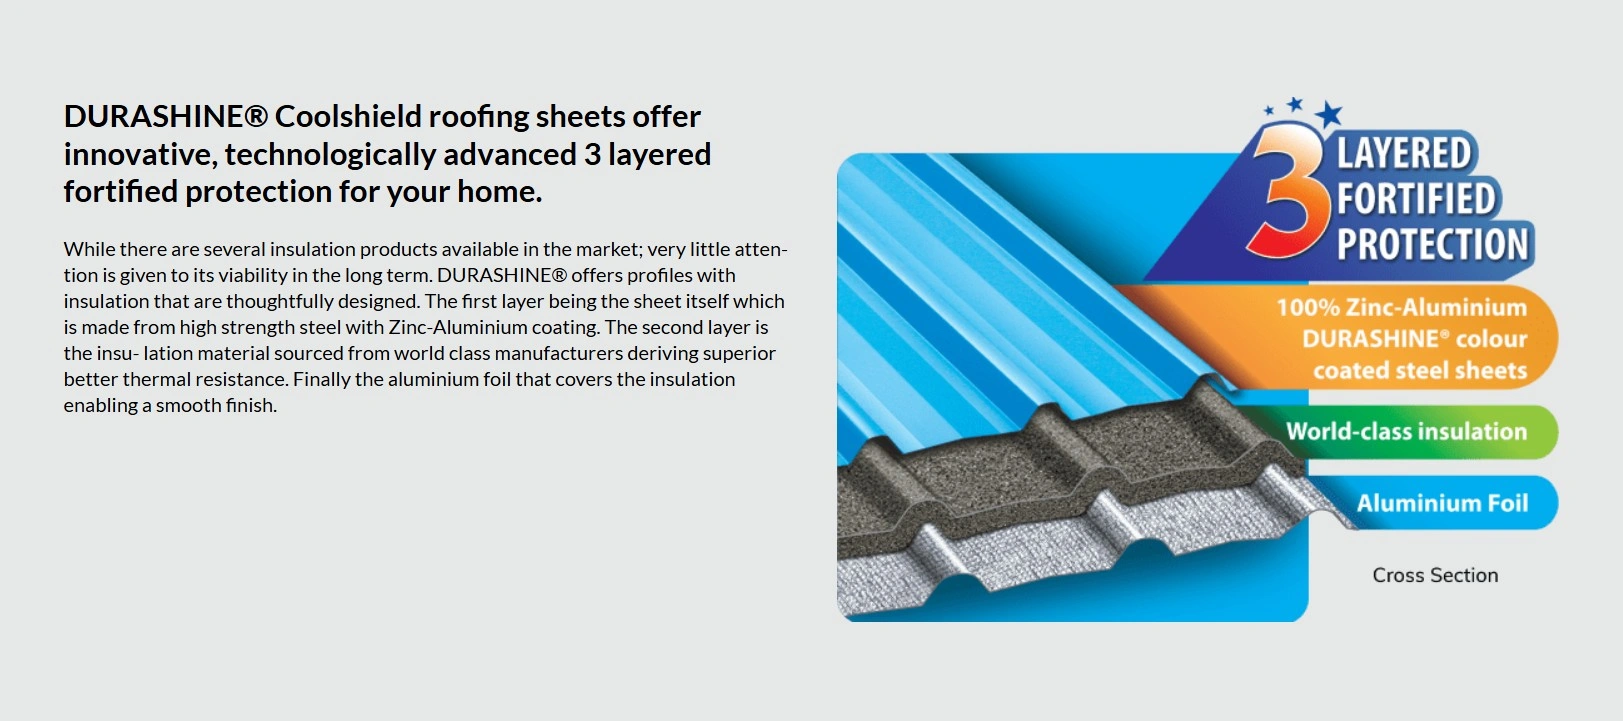 DURASHINE® Coolshield roofing sheets offer
innovative, technologically advanced 3 layered
fortified protection for your home.
While there are several insulation products available in the market; very little atten-
tion is given to its viability in the long term. DURASHINE® offers profiles with
insulation that are thoughtfully designed. The first layer being the sheet itself which
is made from high strength steel with Zinc-Aluminium coating. The second layer is
the insu- lation material sourced from world class manufacturers deriving superior
better thermal resistance. Finally the aluminium foil that covers the insulation
enabling a smooth finish.
3 LAYERED
FORTIFIED
PROTECTION
100% Zinc-Aluminium
DURASHINE® colour
coated steel sheets
World-class insulation
Aluminium Foil
Cross Section